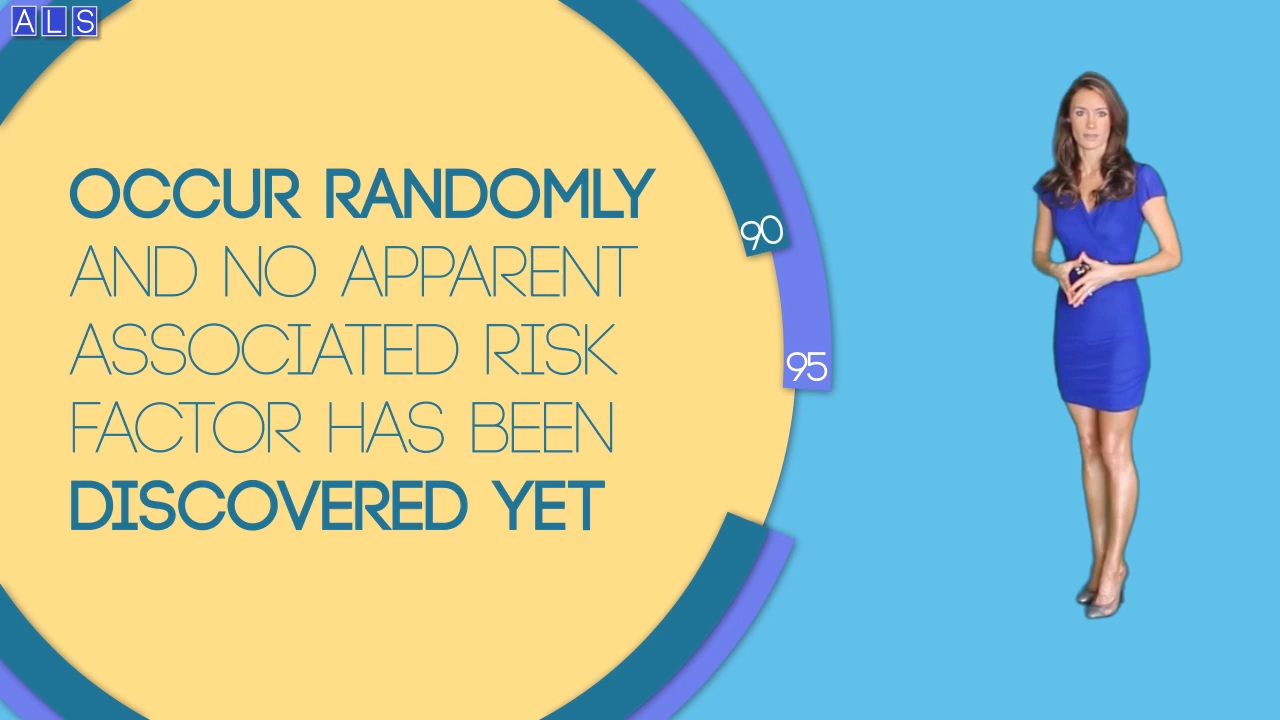 ALS
OCCUR RANDOMLY
AND NO APPARENT
ASSOCIATED RISK
FACTOR HAS BEEN
DISCOVERED YET
90
95